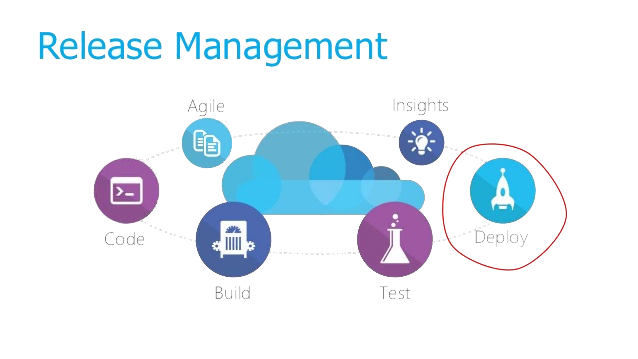 Release Management
Agile
Insights
Code
Deploy
Build
Test